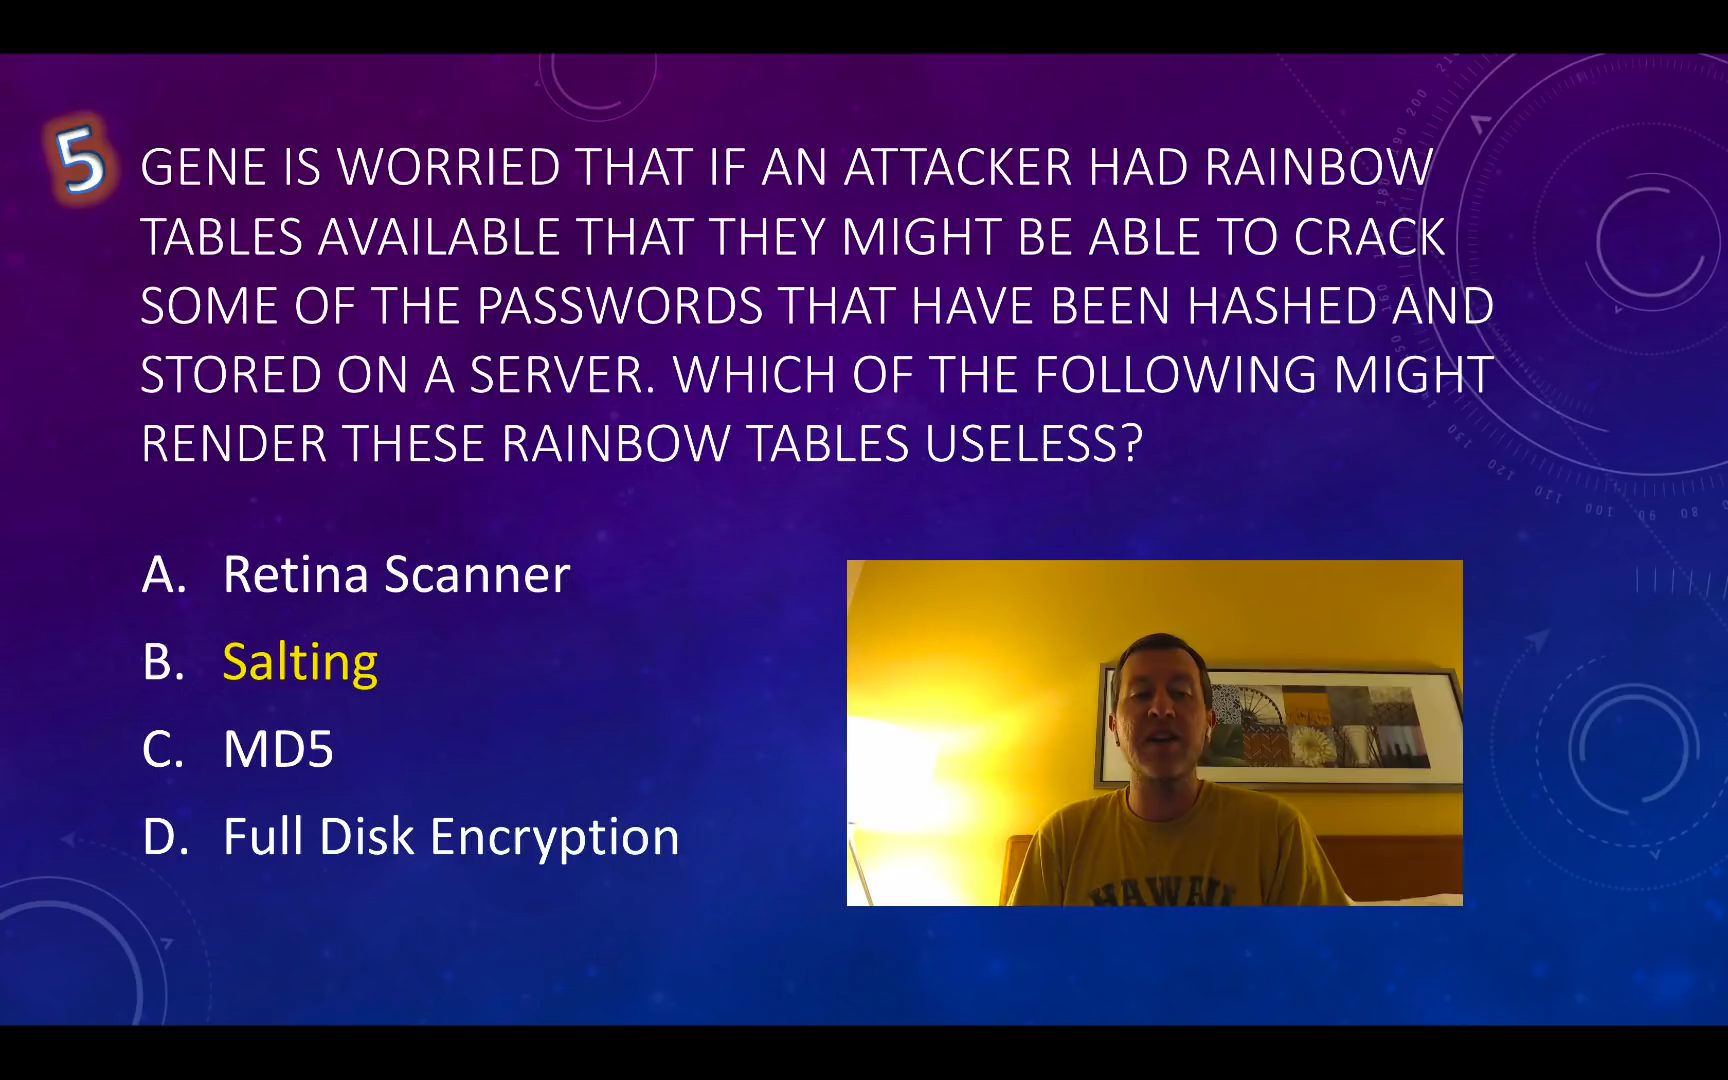 5
GENE IS WORRIED THAT IF AN ATTACKER HAD RAINBOW
TABLES AVAILABLE THAT THEY MIGHT BE ABLE TO CRACK
SOME OF THE PASSWORDS THAT HAVE BEEN HASHED AND
STORED ON A SERVER. WHICH OF THE FOLLOWING MIGHT
RENDER THESE RAINBOW TABLES USELESS?
A. Retina Scanner
B. Salting
C. MD5
D. Full Disk Encryption
HAWAII